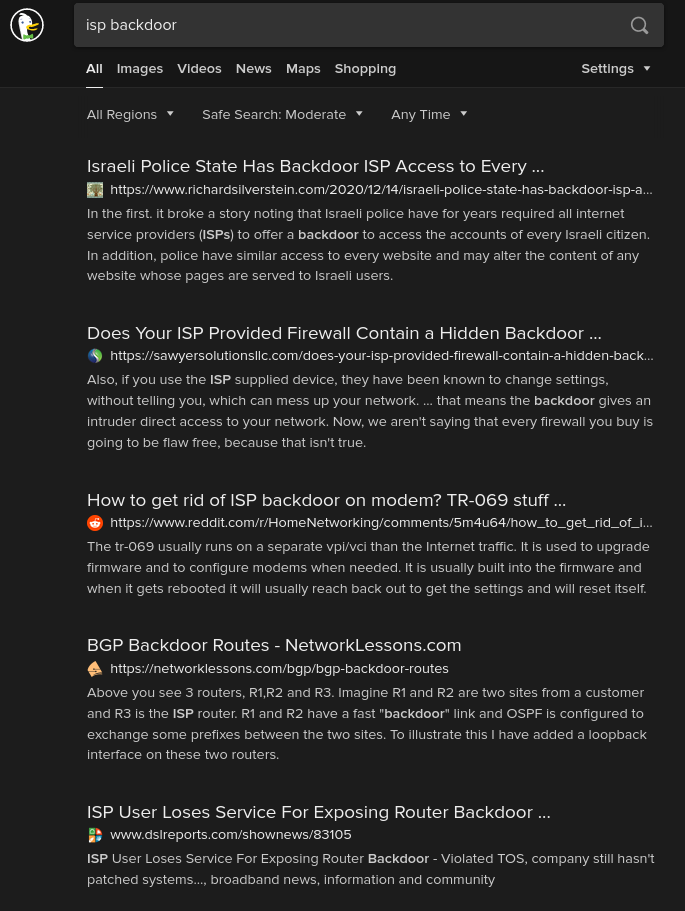 isp backdoor
All Images Videos News Maps Shopping Settings
All Regions Safe Search: Moderate Any Time
Israeli Police State Has Backdoor ISP Access to Every ...
https://www.richardsilverstein.com/2020/12/14/israeli-police-state-has-backdoor-isp-a...
In the first. it broke a story noting that Israeli police have for years required all internet
service providers (ISPs) to offer a backdoor to access the accounts of every Israeli citizen.
In addition, police have similar access to every website and may alter the content of any
website whose pages are served to Israeli users.
Does Your ISP Provided Firewall Contain a Hidden Backdoor ...
https://sawyersolutionsllc.com/does-your-isp-provided-firewall-contain-a-hidden-back...
Also, if you use the ISP supplied device, they have been known to change settings,
without telling you, which can mess up your network. ... that means the backdoor gives an
intruder direct access to your network. Now, we aren't saying that every firewall you buy is
going to be flaw free, because that isn't true.
How to get rid of ISP backdoor on modem? TR-069 stuff ...
https://www.reddit.com/r/HomeNetworking/comments/5m4u64/how_to_get_rid_of_i...
The tr-069 usually runs on a separate vpi/vci than the Internet traffic. It is used to upgrade
firmware and to configure modems when needed. It is usually built into the firmware and
when it gets rebooted it will usually reach back out to get the settings and will reset itself.
BGP Backdoor Routes - NetworkLessons.com
https://networklessons.com/bgp/bgp-backdoor-routes
Above you see 3 routers, R1,R2 and R3. Imagine R1 and R2 are two sites from a customer
and R3 is the ISP router. R1 and R2 have a fast "backdoor" link and OSPF is configured to
exchange some prefixes between the two sites. To illustrate this I have added a loopback
interface on these two routers.
ISP User Loses Service For Exposing Router Backdoor ...
www.dslreports.com/shownews/83105
ISP User Loses Service For Exposing Router Backdoor - Violated TOS, company still hasn't
patched systems..., broadband news, information and community